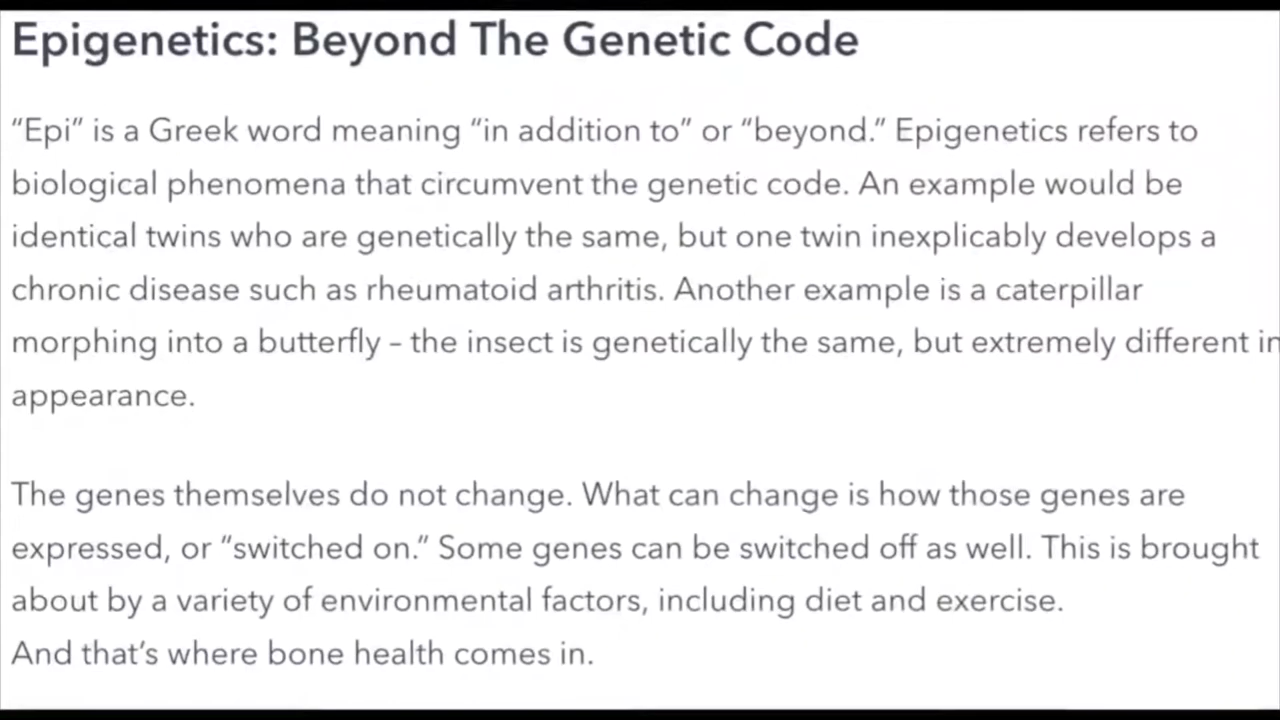 Epigenetics: Beyond The Genetic Code
“Epi” is a Greek word meaning “in addition to” or “beyond.” Epigenetics refers to
biological phenomena that circumvent the genetic code. An example would be
identical twins who are genetically the same, but one twin inexplicably develops a
chronic disease such as rheumatoid arthritis. Another example is a caterpillar
morphing into a butterfly – the insect is genetically the same, but extremely different in
appearance.
The genes themselves do not change. What can change is how those genes are
expressed, or “switched on.” Some genes can be switched off as well. This is brought
about by a variety of environmental factors, including diet and exercise.
And that’s where bone health comes in.